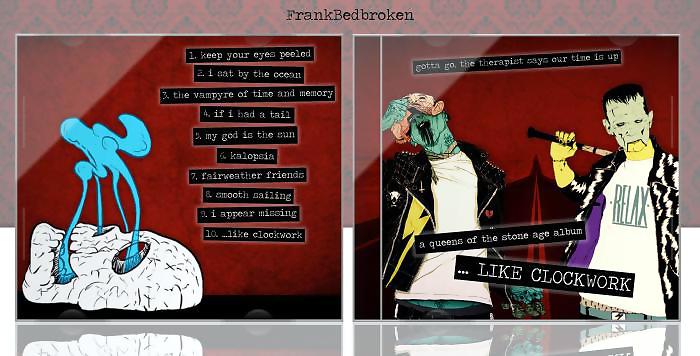 FrankBedbroken
1. keep your eyes peeled
2. i sat by the ocean
3. the vampyre of time and memory
4. if i had a tail
5. my god is the sun
6. kalopsia
7. fairweather friends
8. smooth sailing
9. i appear missing
10. ...like clockwork
gotta go. the therapist says our time is up
RELAX
a queens of the stone age album
... LIKE CLOCKWORK